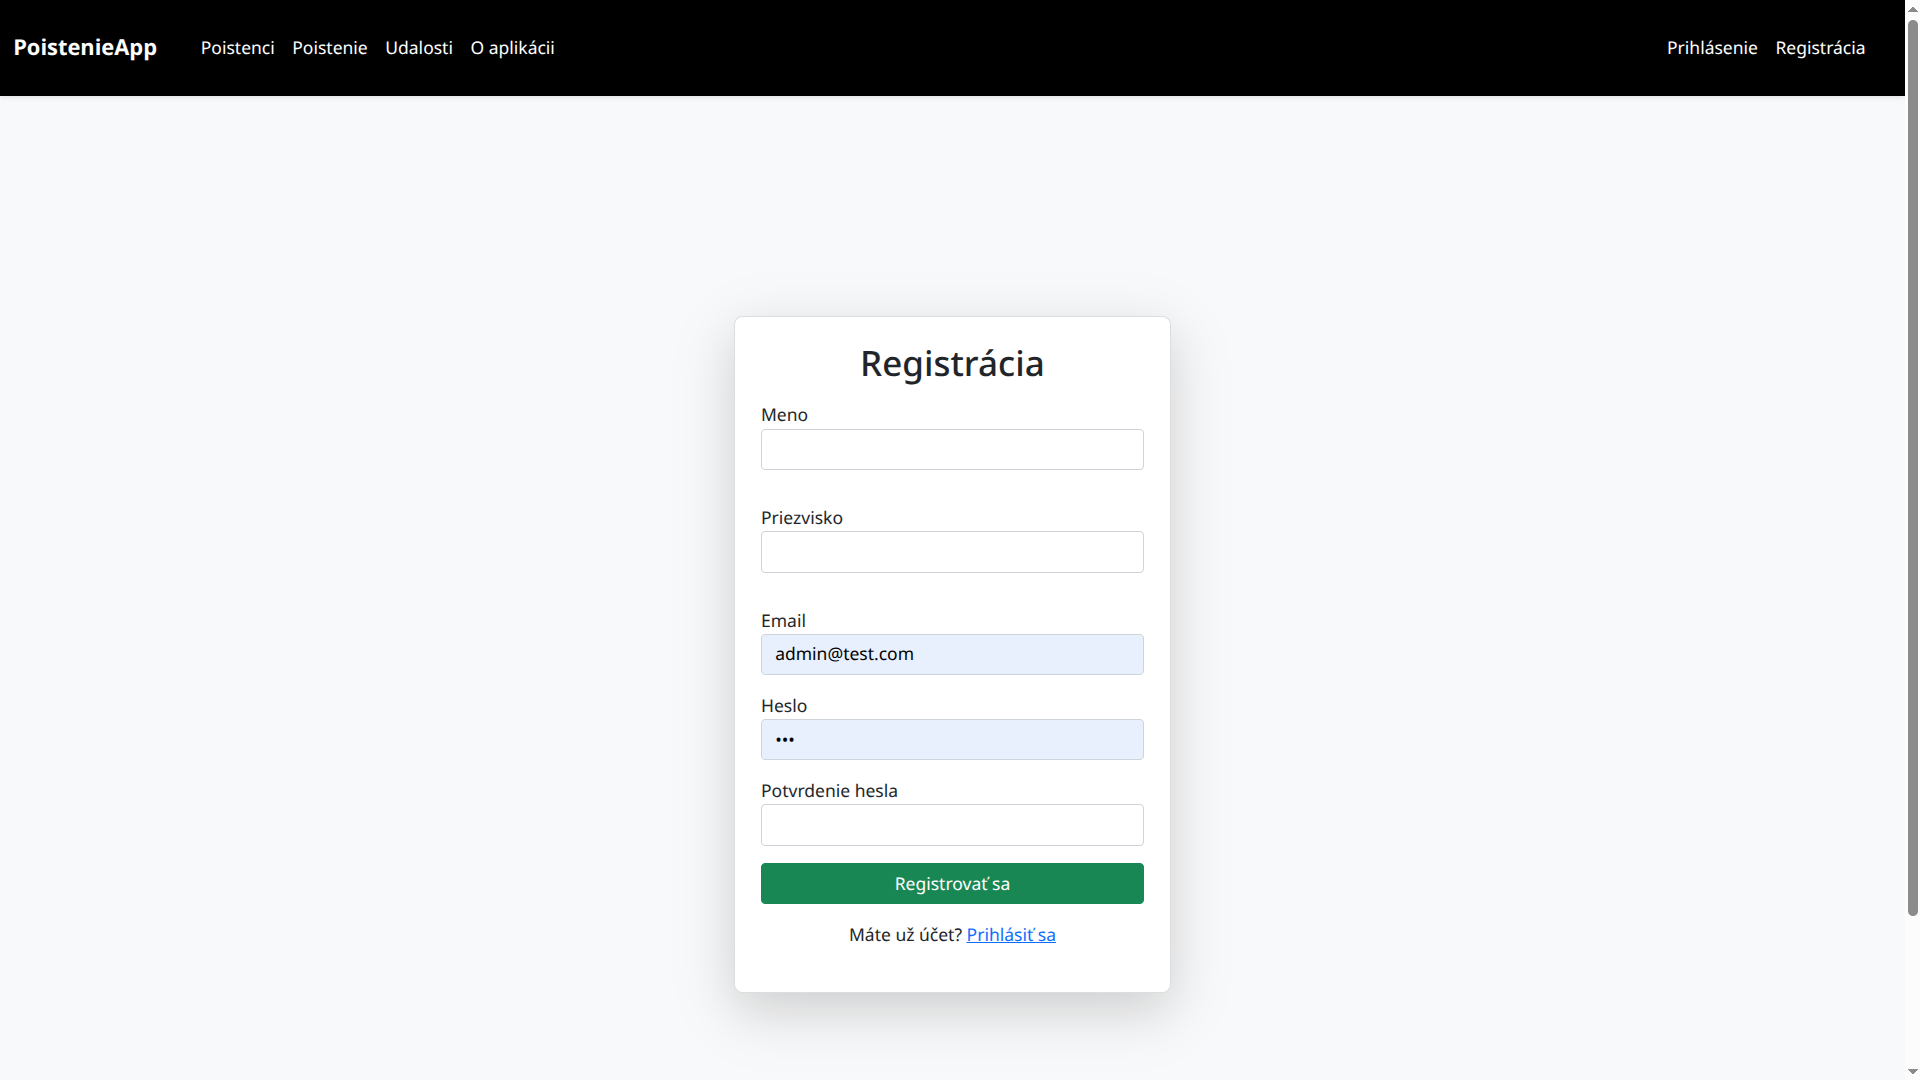 PoistenieApp Poistenci Poistenie Udalosti O aplikácii Prihlásenie Registrácia
Registrácia
Meno
Priezvisko
Email
admin@test.com
Heslo
•••
Potvrdenie hesla
Registrovať sa
Máte už účet? Prihlásiť sa